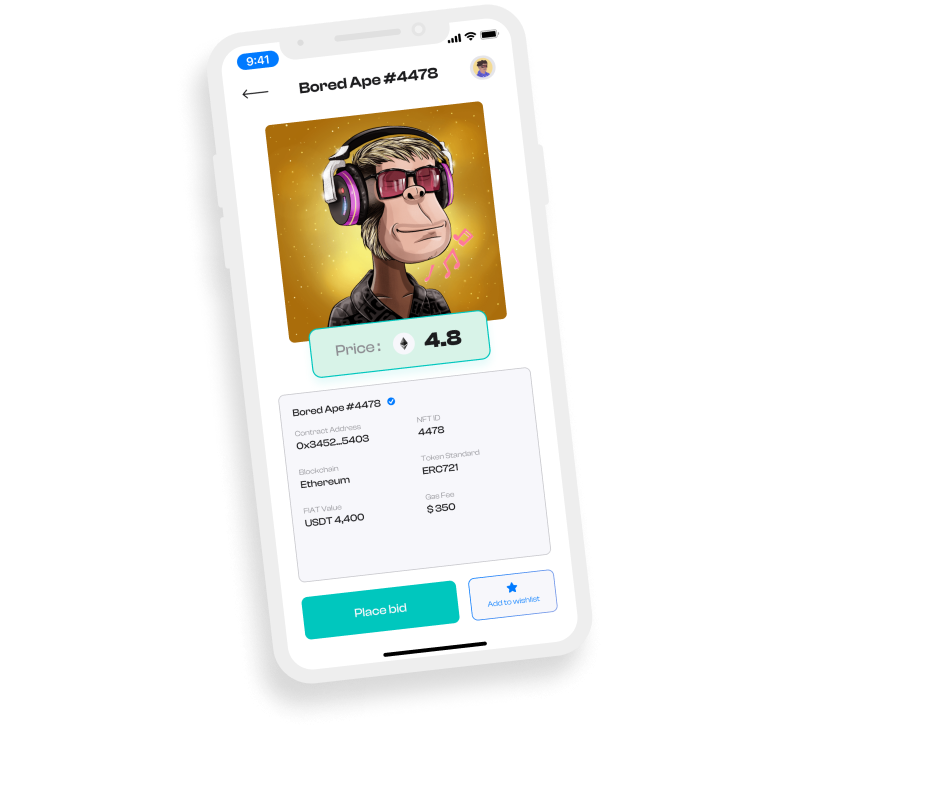 9:41
Bored Ape #4478
Price: 4.8
Bored Ape #4478
Contract Address
0x3452...5403
NFT ID
4478
Blockchain
Ethereum
Token Standard
ERC721
FIAT Value
USDT 4,400
Gas Fee
$ 350
Place bid
Add to wishlist